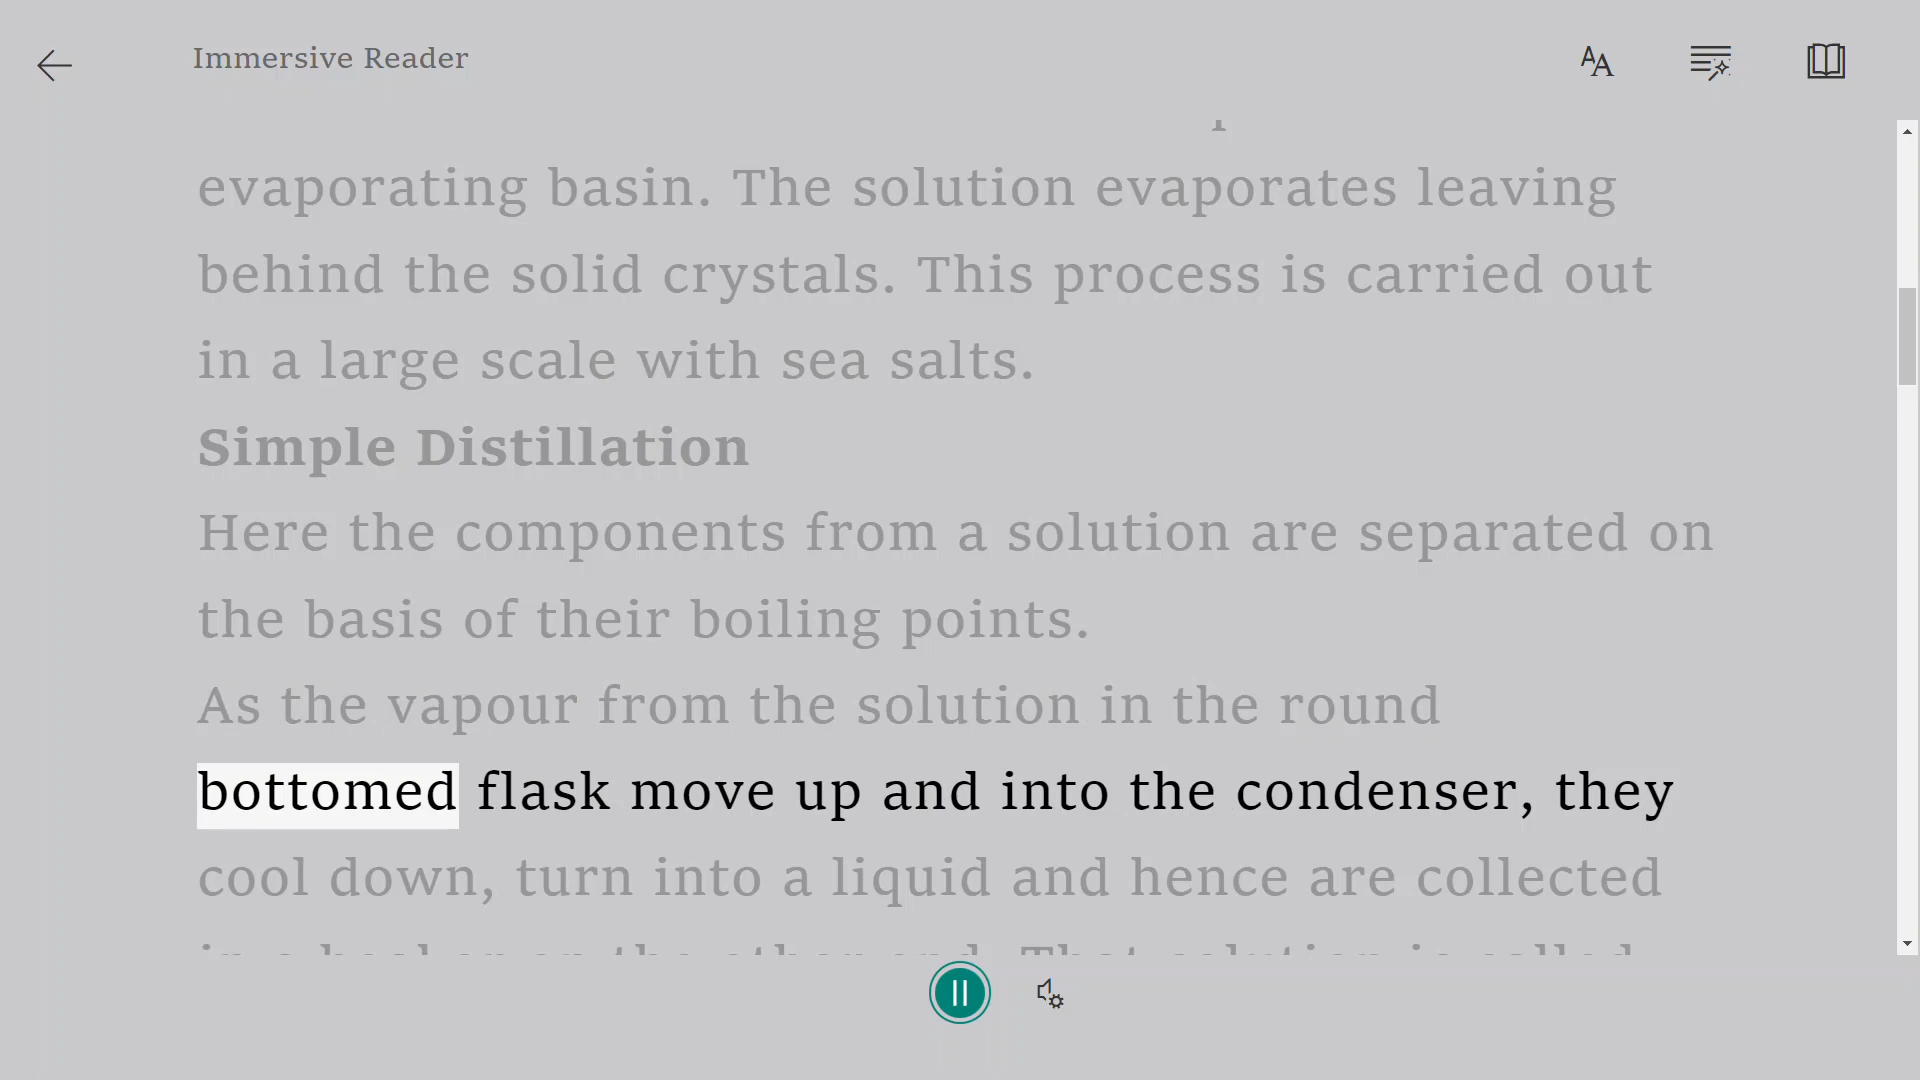 Immersive Reader
evaporating basin. The solution evaporates leaving
behind the solid crystals. This process is carried out
in a large scale with sea salts.
Simple Distillation
Here the components from a solution are separated on
the basis of their boiling points.
As the vapour from the solution in the round
bottomed flask move up and into the condenser, they
cool down, turn into a liquid and hence are collected